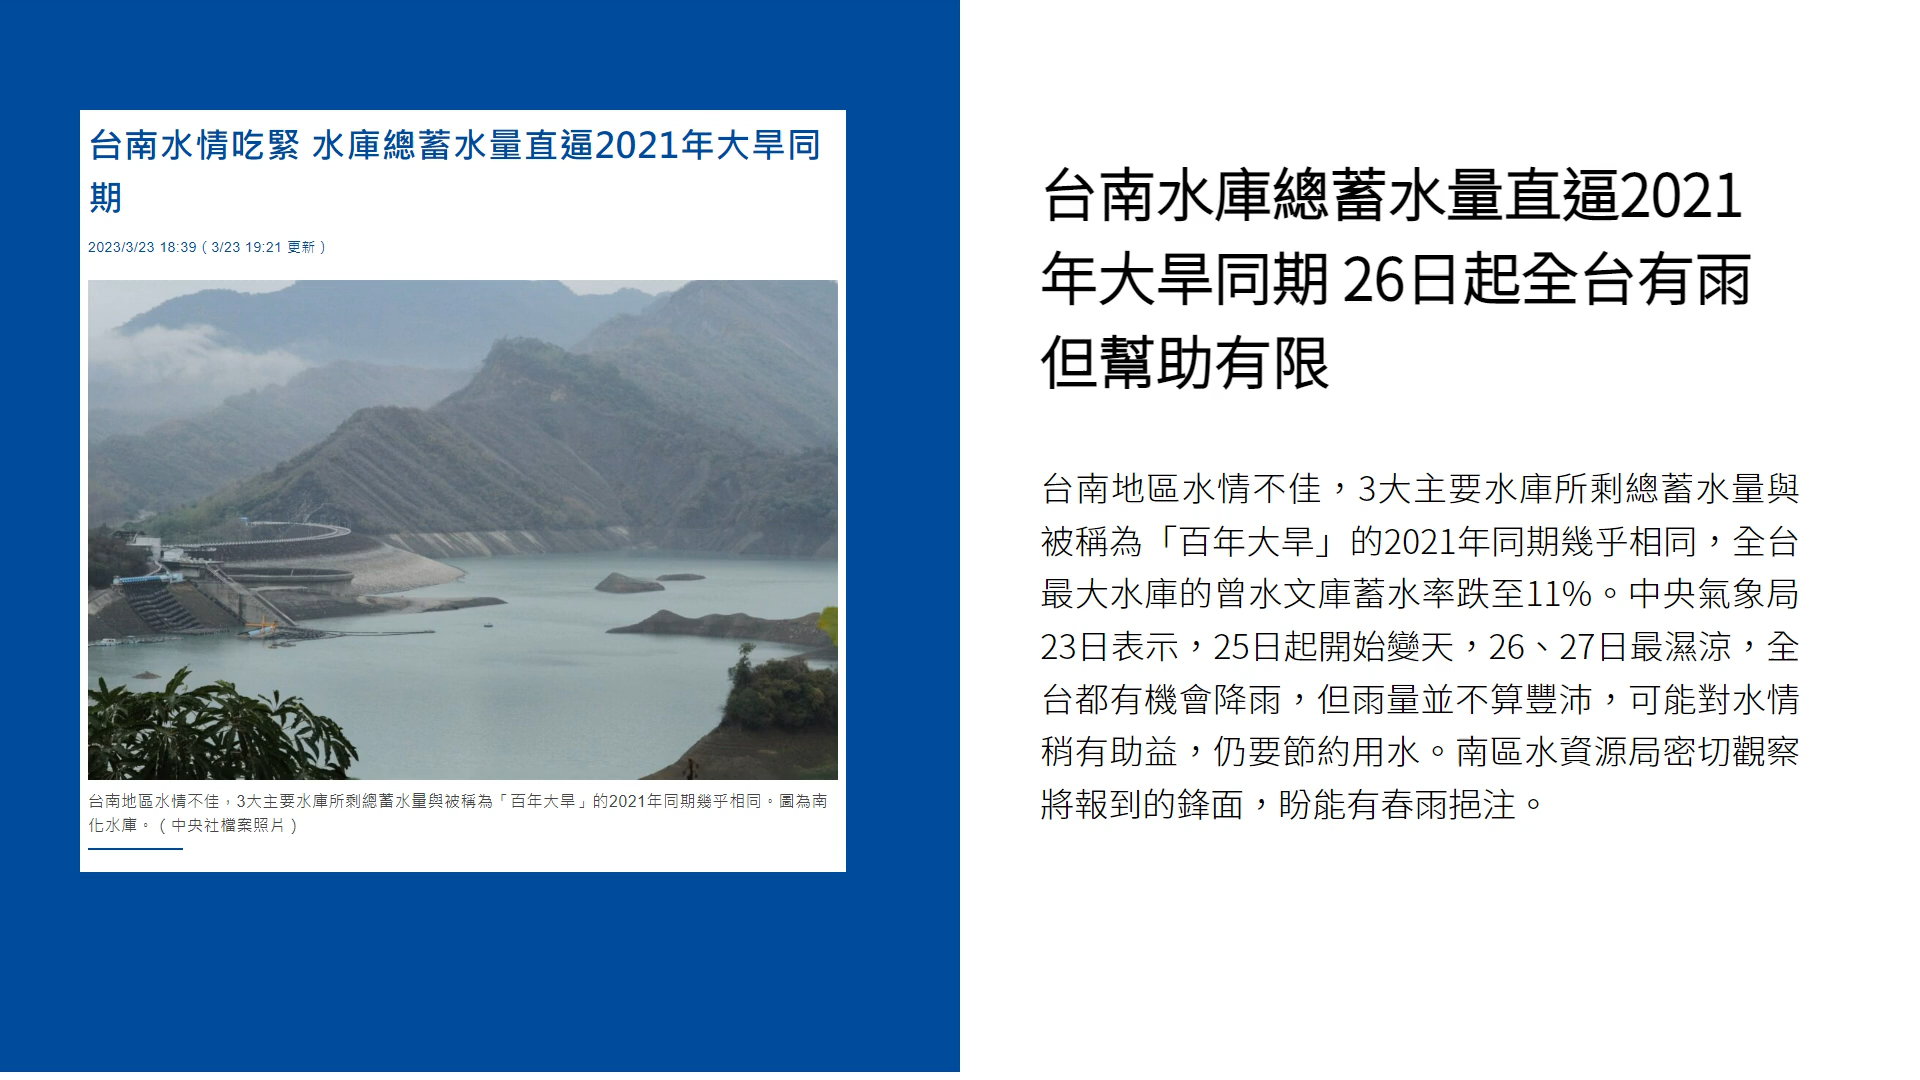 台南水情吃緊 水庫總蓄水量直逼2021年大旱同
期
2023/3/23 18:39（3/23 19:21 更新）
台南地區水情不佳，3大主要水庫所剩總蓄水量與被稱為「百年大旱」的2021年同期幾乎相同。圖為南
化水庫。（中央社檔案照片）
台南水庫總蓄水量直逼2021
年大旱同期 26日起全台有雨
但幫助有限
台南地區水情不佳，3大主要水庫所剩總蓄水量與
被稱為「百年大旱」的2021年同期幾乎相同，全台
最大水庫的曾水文庫蓄水率跌至11%。中央氣象局
23日表示，25日起開始變天，26、27日最濕涼，全
台都有機會降雨，但雨量並不算豐沛，可能對水情
稍有助益，仍要節約用水。南區水資源局密切觀察
將報到的鋒面，盼能有春雨挹注。